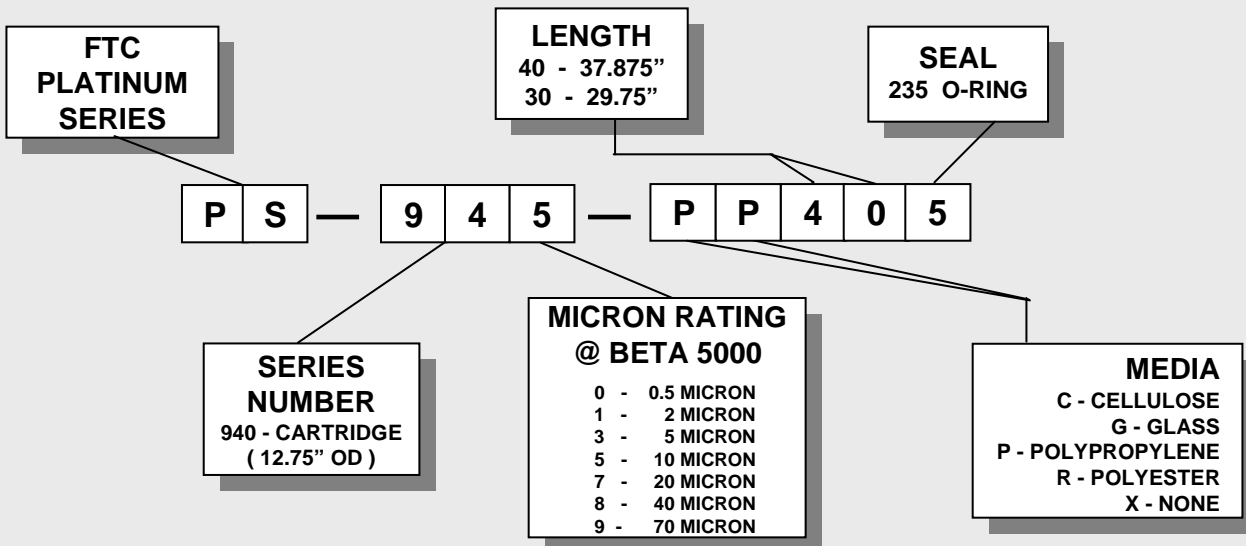 FTC
PLATINUM
SERIES
LENGTH
40 - 37.875”
30 - 29.75”
SEAL
235 O-RING
P S — 9 4 5 — P P 4 0 5
SERIES
NUMBER
940 - CARTRIDGE
( 12.75” OD )
MICRON RATING
@ BETA 5000
0 - 0.5 MICRON
1 - 2 MICRON
3 - 5 MICRON
5 - 10 MICRON
7 - 20 MICRON
8 - 40 MICRON
9 - 70 MICRON
MEDIA
C - CELLULOSE
G - GLASS
P - POLYPROPYLENE
R - POLYESTER
X - NONE